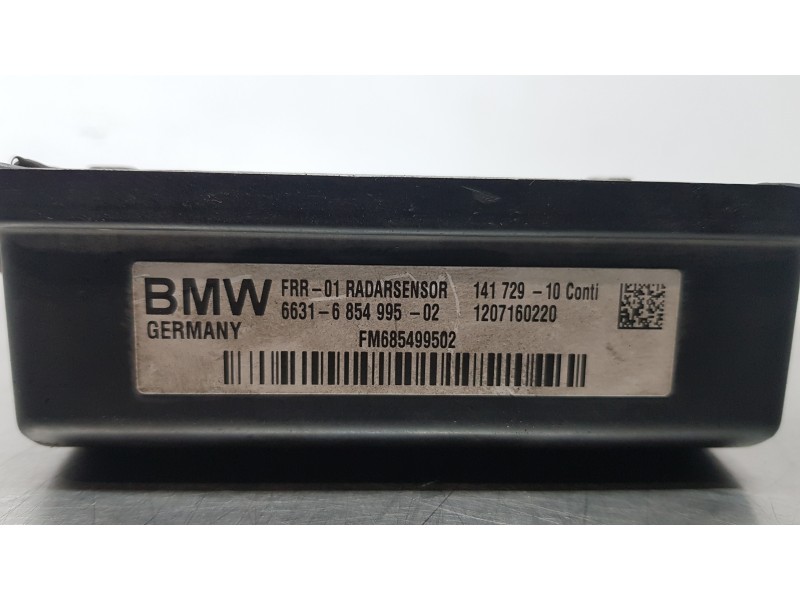 BMW FRR-01 RADARSENSOR 141 729 -10 Conti
GERMANY 6631-6 854 995 -02 1207160220
FM685499502